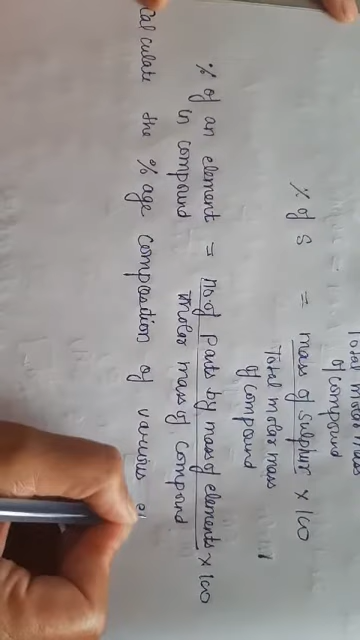 Total molar mass
of compound
% of S = mass of Sulphur × 100
Total molar mass
of compound
% of an element = no of parts by mass of elements × 100
in compound molar mass of compound
Calculate the % age Composition of various